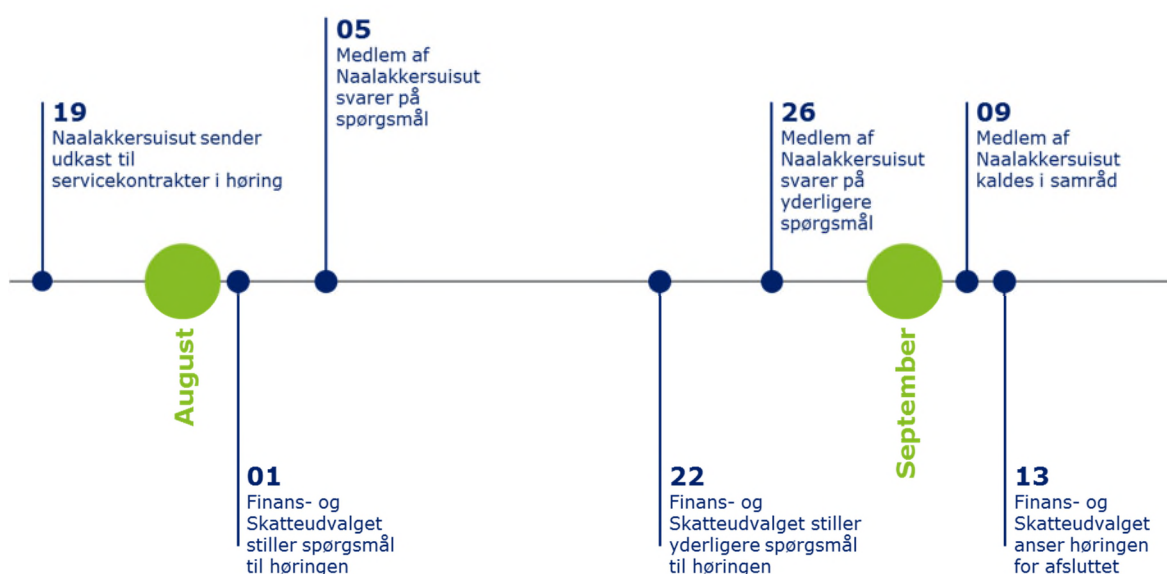 19
Naalakkersuisut sender
udkast til
servicekontrakter i høring
August
01
Finans- og
Skatteudvalget
stiller spørgsmål
til høringen
05
Medlem af
Naalakkersuisut
svarer på
spørgsmål
22
Finans- og
Skatteudvalget stiller
yderligere spørgsmål
til høringen
26
Medlem af
Naalakkersuisut
svarer på
yderligere
spørgsmål
September
09
Medlem af
Naalakkersuisut
kaldes i samråd
13
Finans- og
Skatteudvalget
anser høringen
for afsluttet